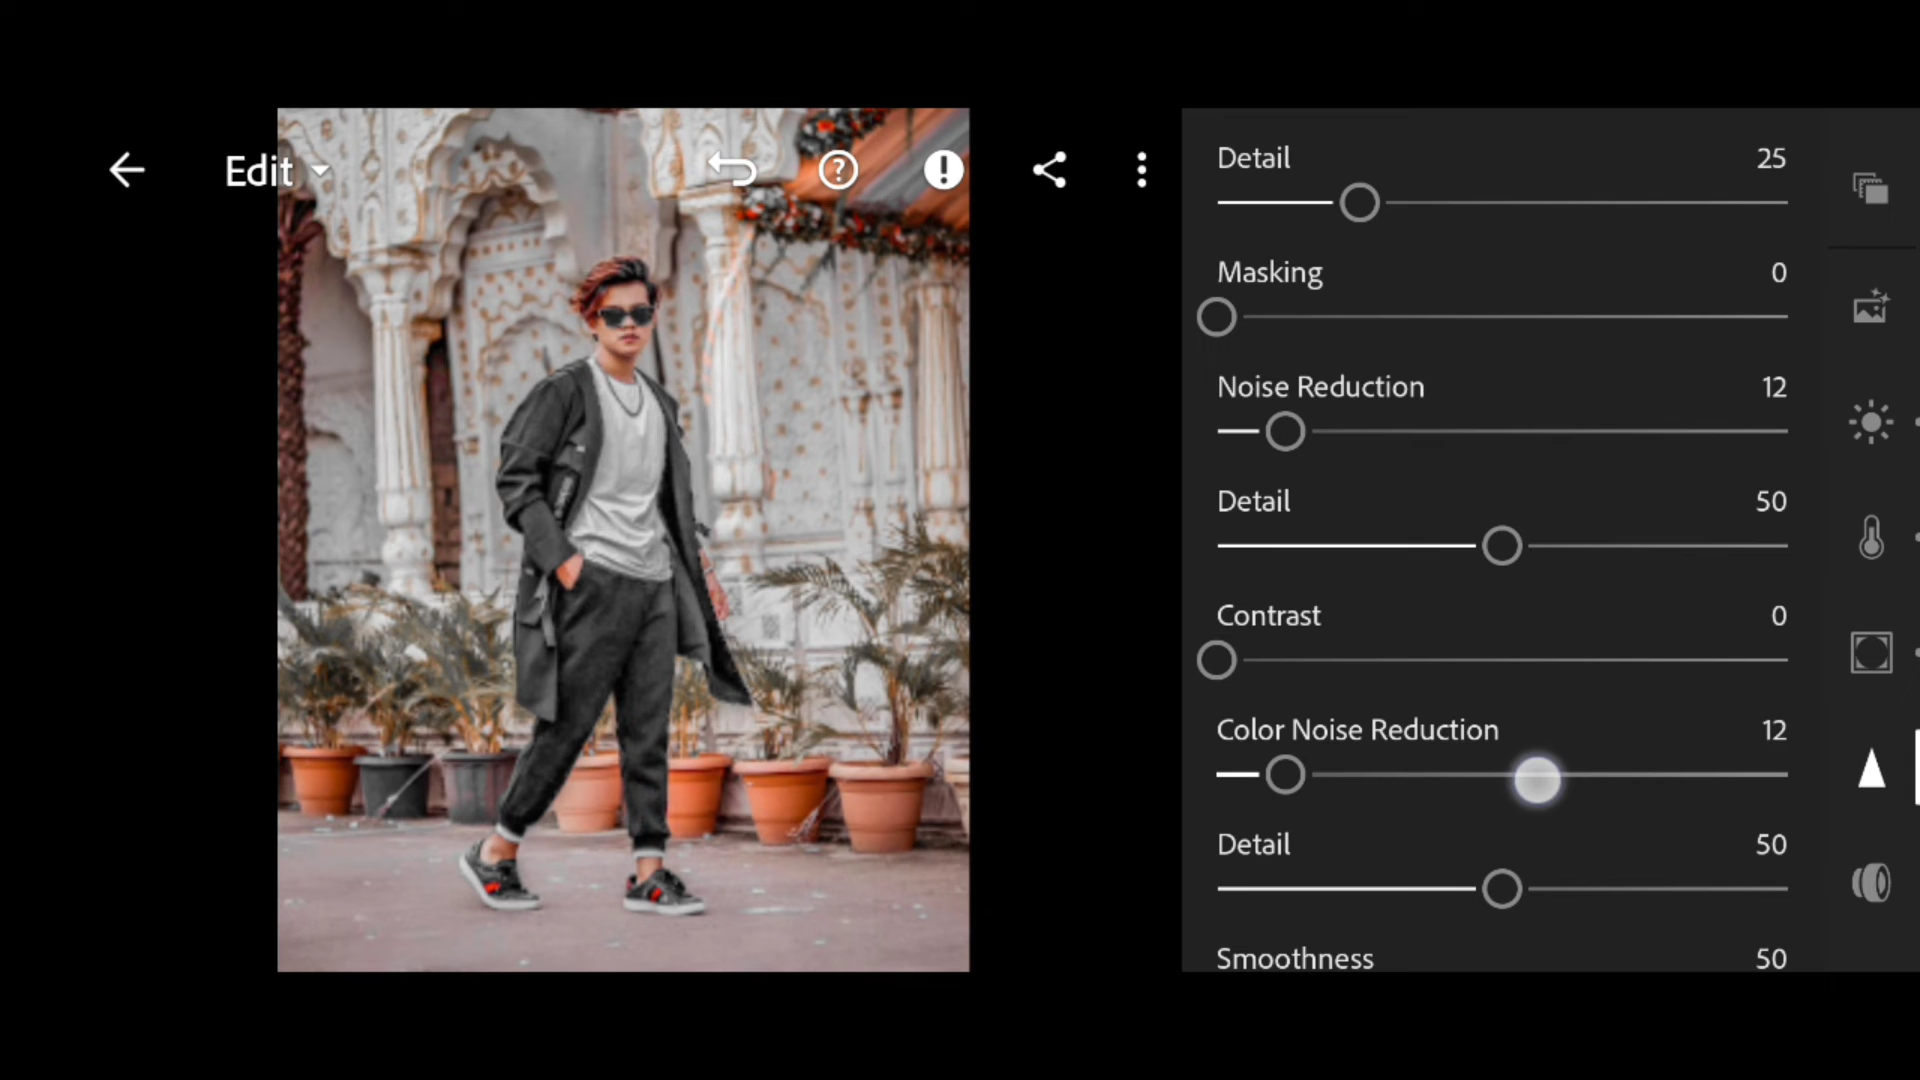 Edit
Detail 25
Masking 0
Noise Reduction 12
Detail 50
Contrast 0
Color Noise Reduction 12
Detail 50
Smoothness 50